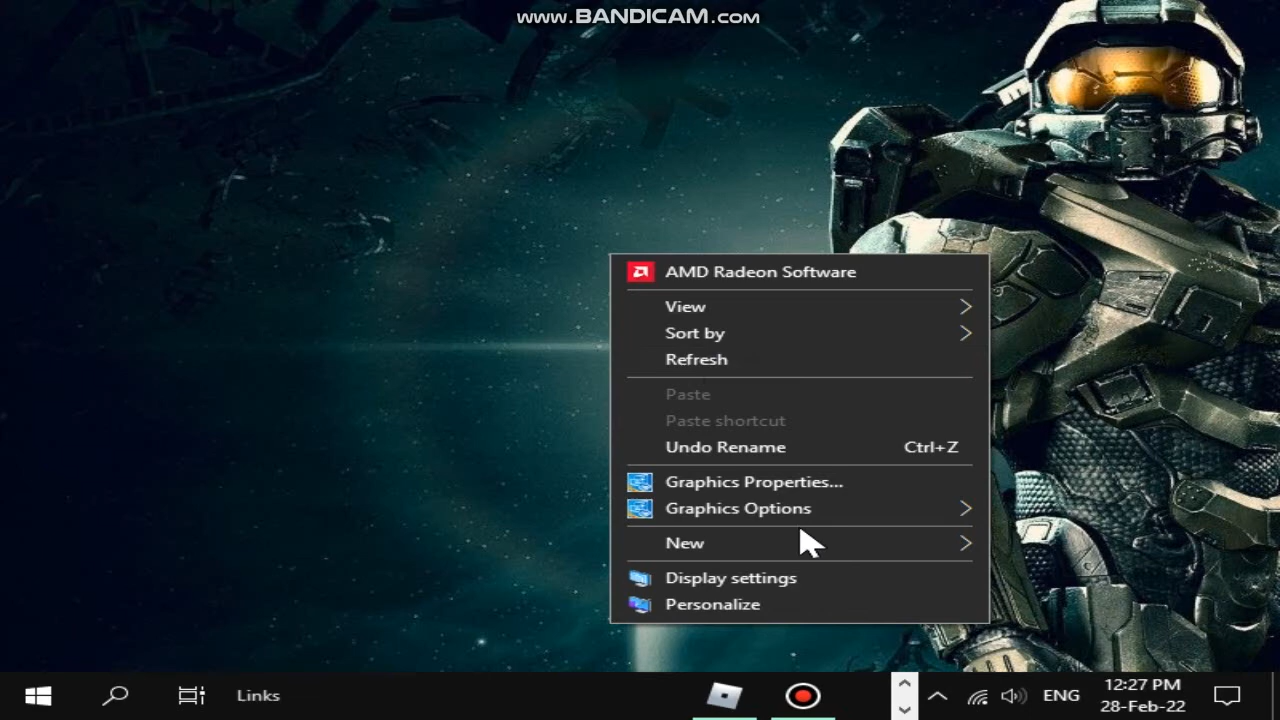 www.BANDICAM.com
AMD Radeon Software
View
Sort by
Refresh
Paste
Paste shortcut
Undo Rename Ctrl+Z
Graphics Properties...
Graphics Options
New
Display settings
Personalize
Links
ENG
12:27 PM
28-Feb-22